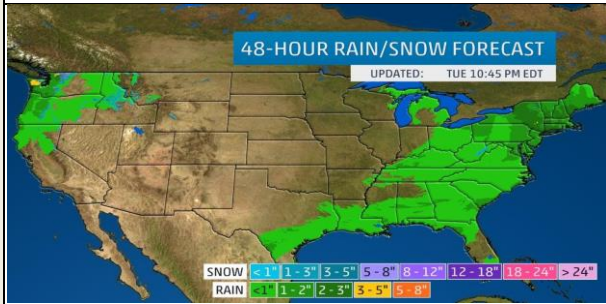 48-HOUR RAIN/SNOW FORECAST
UPDATED: TUE 10:45 PM EDT
SNOW < 1" 1 - 3" 3 - 5" 5 - 8" 8 - 12" 12 - 18" 18 - 24" > 24"
RAIN <1" 1 - 2" 2 - 3" 3 - 5" 5 - 8"